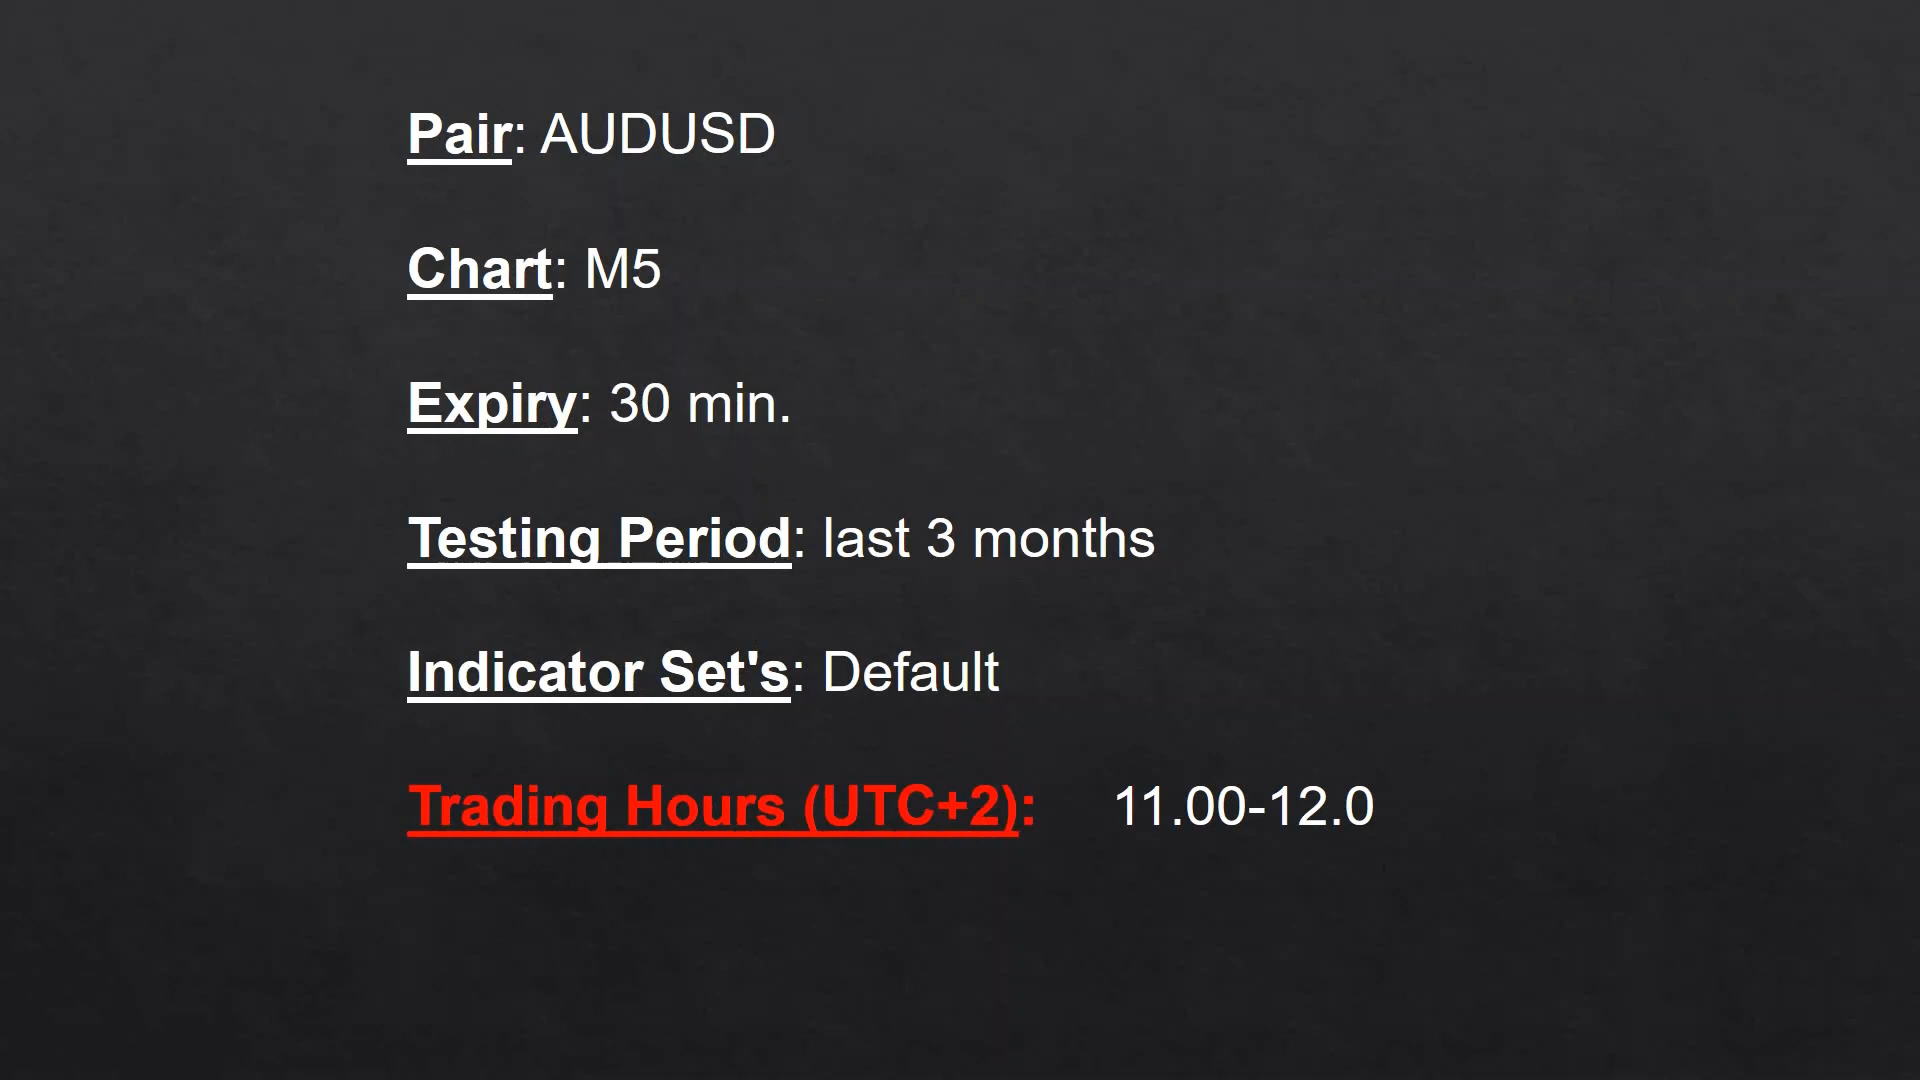 Pair: AUDUSD
Chart: M5
Expiry: 30 min.
Testing Period: last 3 months
Indicator Set's: Default
Trading Hours (UTC+2): 11.00-12.0